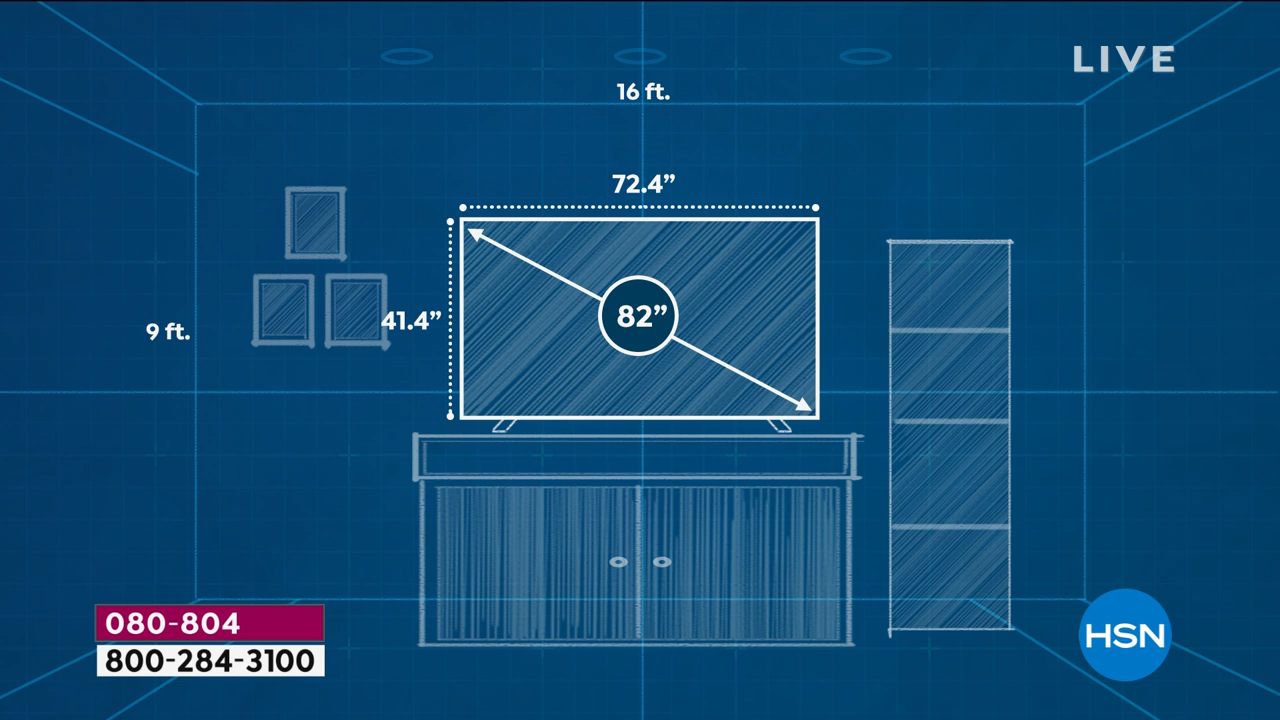 LIVE
16 ft.
72.4”
41.4”
82”
9 ft.
080-804
800-284-3100
HSN